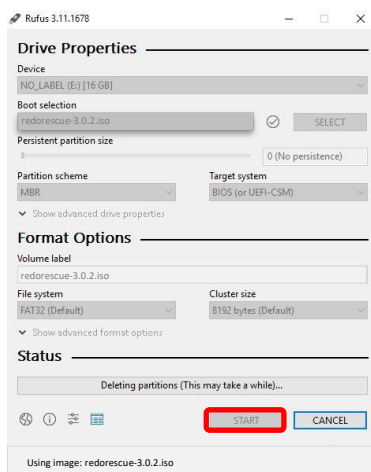 Rufus 3.11.1678
Drive Properties
Device
NO_LABEL (E:) [16 GB]
Boot selection
redorescue-3.0.2.iso
SELECT
Persistent partition size
0 (No persistence)
Partition scheme
Target system
MBR
BIOS (or UEFI-CSM)
Show advanced drive properties
Format Options
Volume label
redorescue-3.0.2.iso
File system
Cluster size
FAT32 (Default)
8192 bytes (Default)
Show advanced format options
Status
Deleting partitions (This may take a while)...
START
CANCEL
Using image: redorescue-3.0.2.iso